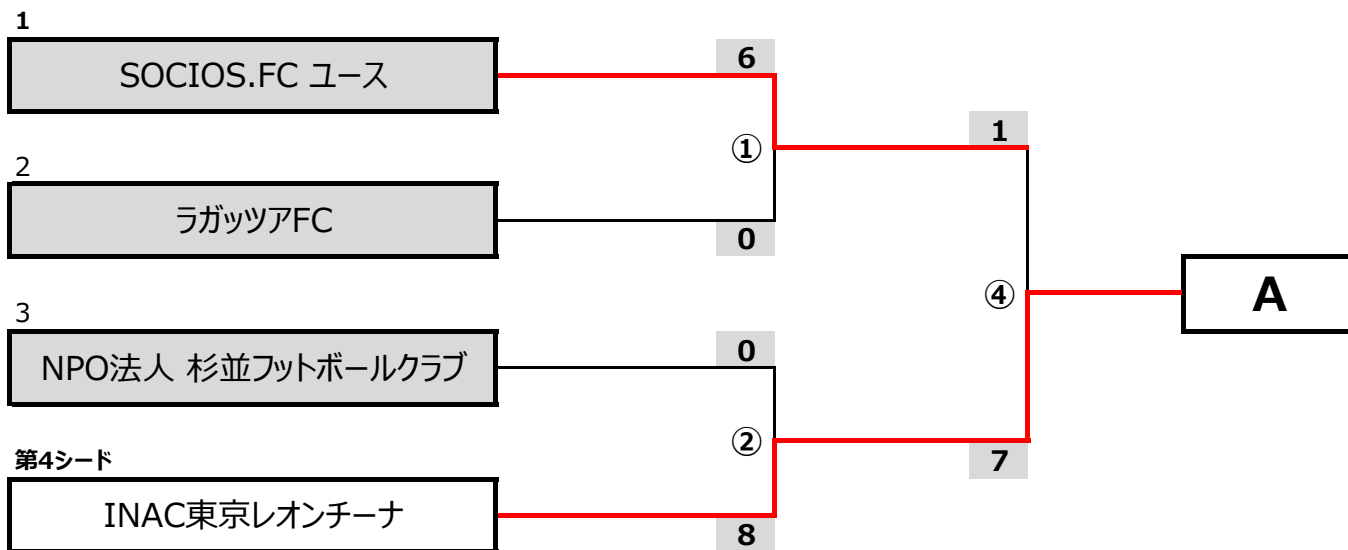 1
SOCIOS.FC ユース
6
①
1
2
ラガッツアFC
0
④
A
3
NPO法人 杉並フットボールクラブ
0
②
7
第4シード
INAC東京レオンチーナ
8